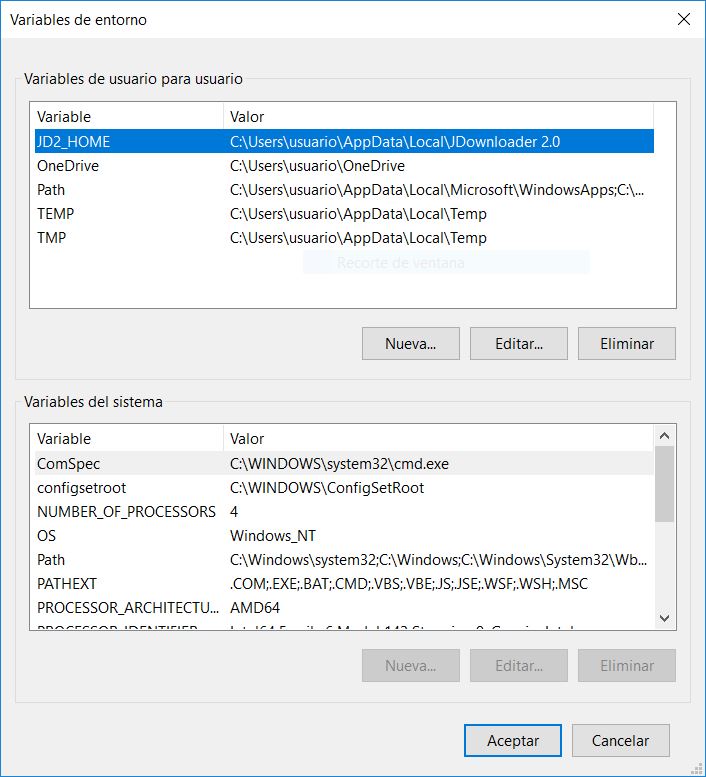 Variables de entorno
Variables de usuario para usuario
Variable Valor
JD2_HOME C:\Users\usuario\AppData\Local\JDownloader 2.0
OneDrive C:\Users\usuario\OneDrive
Path C:\Users\usuario\AppData\Local\Microsoft\WindowsApps;C:\...
TEMP C:\Users\usuario\AppData\Local\Temp
TMP C:\Users\usuario\AppData\Local\Temp
Recorte de ventana
Nueva... Editar... Eliminar
Variables del sistema
Variable Valor
ComSpec C:\WINDOWS\system32\cmd.exe
configsetroot C:\WINDOWS\ConfigSetRoot
NUMBER_OF_PROCESSORS 4
OS Windows_NT
Path C:\Windows\system32;C:\Windows;C:\Windows\System32\Wb...
PATHEXT .COM;.EXE;.BAT;.CMD;.VBS;.VBE;.JS;.JSE;.WSF;.WSH;.MSC
PROCESSOR_ARCHITECTU... AMD64
Nueva... Editar... Eliminar
Aceptar Cancelar